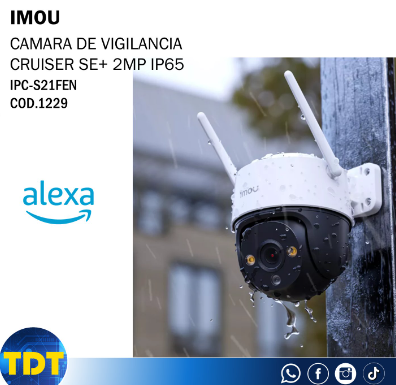 IMOU
CAMARA DE VIGILANCIA
CRUISER SE+ 2MP IP65
IPC-S21FEN
COD.1229
alexa
imou
TDT